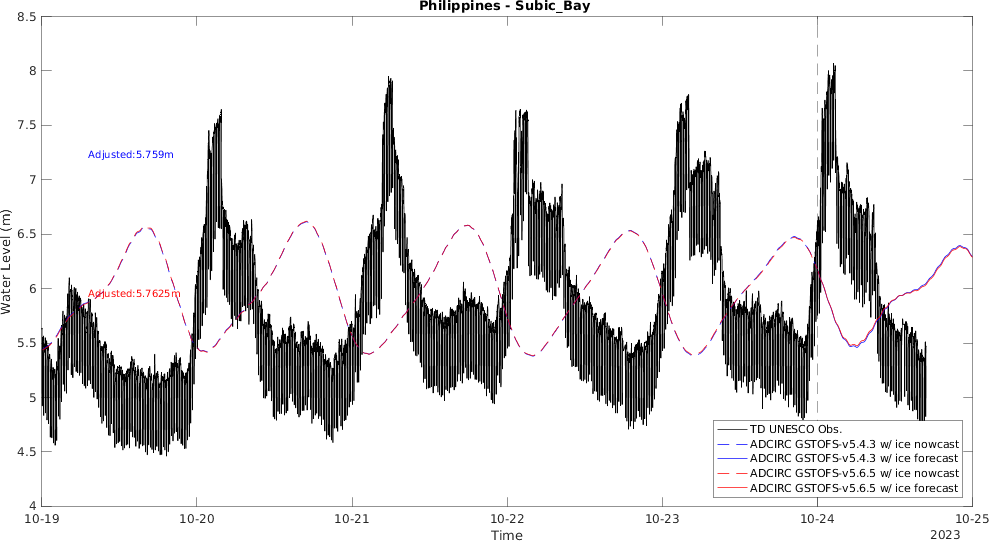 Philippines - Subic_Bay
8.5
8
7.5
7
6.5
6
5.5
5
4.5
4
Water Level (m)
Adjusted:5.759m
Adjusted:5.7625m
TD UNESCO Obs.
ADCIRC GSTOFS-v5.4.3 w/ ice nowcast
ADCIRC GSTOFS-v5.4.3 w/ ice forecast
ADCIRC GSTOFS-v5.6.5 w/ ice nowcast
ADCIRC GSTOFS-v5.6.5 w/ ice forecast
10-19 10-20 10-21 10-22 10-23 10-24 10-25
Time
2023